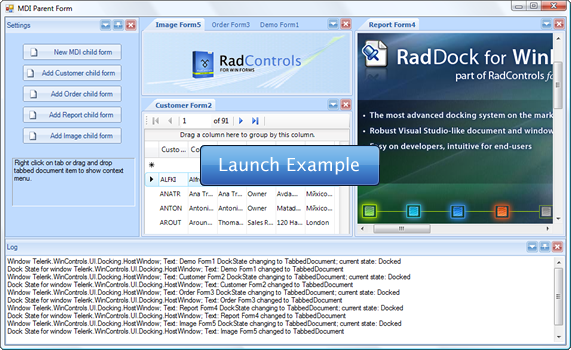 MDI Parent Form
Settings
New MDI child form
Add Customer child form
Add Order child form
Add Report child form
Add Image child form
Right click on tab or drag and drop
tabbed document item to show context
menu.
Image Form5 Order Form3 Demo Form1
RadControls
FOR WINFORMS
Customer Form2
1 of 91
Drag a column here to group by this column.
Custo ...
ALFKI
ANATR Ana Tr... Ana Tr... Owner Avda.... México...
ANTON Antoni... Antoni... Owner Matad... México...
AROUT Aroun... Thoma... Sales R... 120 Ha... London
Launch Example
Report Form4
RadDock for Win
part of RadControls fo
• The most advanced docking system on the mark
• Robust Visual Studio-like document and window
Easy on developers, intuitive for end-users
Log
Window Telerik.WinControls.UI.Docking.HostWindow; Text: Demo Form1 DockState changing to TabbedDocument; current state: Docked
Dock State for window Telerik.WinControls.UI.Docking.HostWindow; Text: Demo Form1 changed to TabbedDocument
Window Telerik.WinControls.UI.Docking.HostWindow; Text: Customer Form2 DockState changing to TabbedDocument; current state: Docked
Dock State for window Telerik.WinControls.UI.Docking.HostWindow; Text: Customer Form2 changed to TabbedDocument
Window Telerik.WinControls.UI.Docking.HostWindow; Text: Order Form3 DockState changing to TabbedDocument; current state: Docked
Dock State for window Telerik.WinControls.UI.Docking.HostWindow; Text: Order Form3 changed to TabbedDocument
Window Telerik.WinControls.UI.Docking.HostWindow; Text: Report Form4 DockState changing to TabbedDocument; current state: Docked
Dock State for window Telerik.WinControls.UI.Docking.HostWindow; Text: Report Form4 changed to TabbedDocument
Window Telerik.WinControls.UI.Docking.HostWindow; Text: Image Form5 DockState changing to TabbedDocument; current state: Docked
Dock State for window Telerik.WinControls.UI.Docking.HostWindow; Text: Image Form5 changed to TabbedDocument